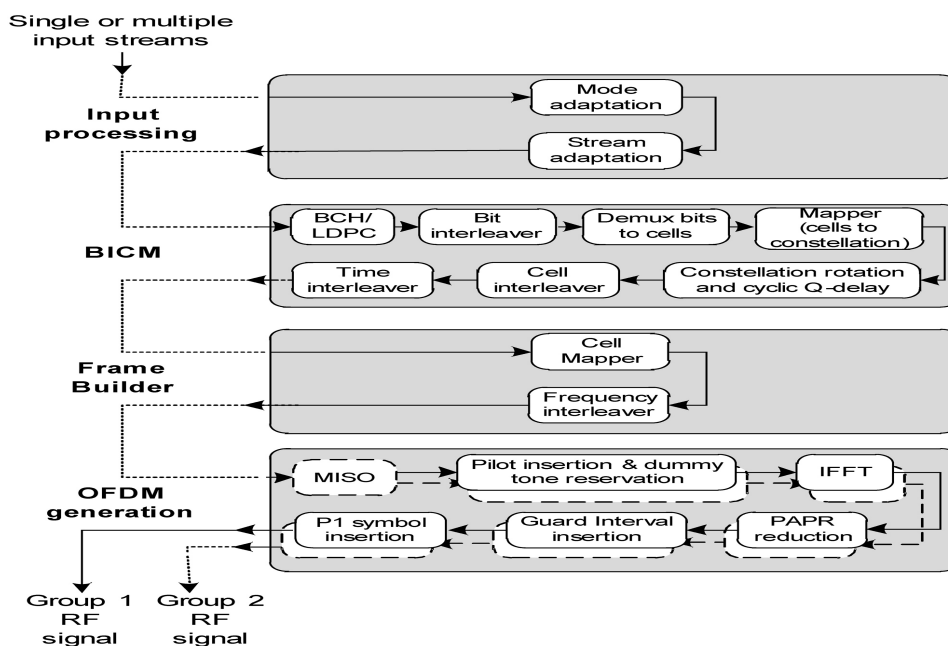 Single or multiple
input streams
Input
processing
Mode
adaptation
Stream
adaptation
BICM
BCH/
LDPC
Bit
interleaver
Demux bits
to cells
Mapper
(cells to
constellation)
Time
interleaver
Cell
interleaver
Constellation rotation
and cyclic Q-delay
Frame
Builder
Cell
Mapper
Frequency
interleaver
OFDM
generation
MISO
Pilot insertion & dummy
tone reservation
IFFT
P1 symbol
insertion
Guard Interval
insertion
PAPR
reduction
Group 1
RF
signal
Group 2
RF
signal